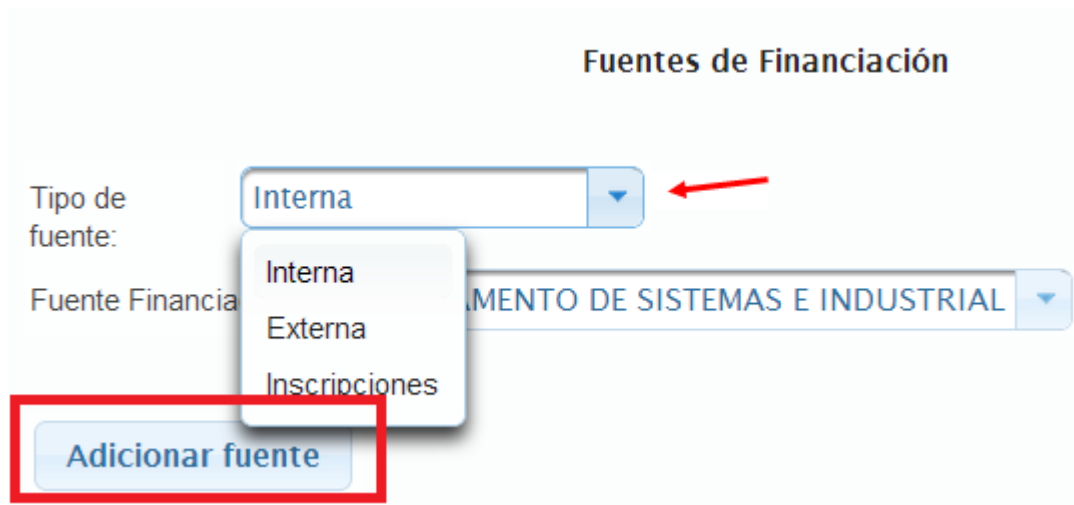 Fuentes de Financiación
Tipo de
fuente:
Interna
Interna
Fuente Financia
AMENTO DE SISTEMAS E INDUSTRIAL
Externa
Inscripciones
Adicionar fuente